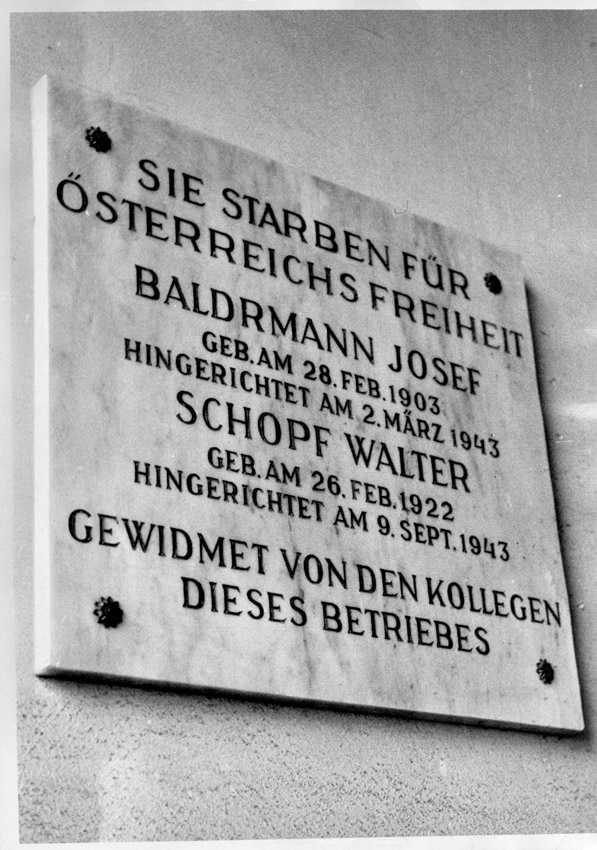 SIE STARBEN FÜR
ÖSTERREICHS FREIHEIT
BALDRMANN JOSEF
GEB. AM 28. FEB. 1903
HINGERICHTET AM 2. MÄRZ 1943
SCHOPF WALTER
GEB. AM 26. FEB. 1922
HINGERICHTET AM 9. SEPT. 1943
GEWIDMET VON DEN KOLLEGEN
DIESES BETRIEBES